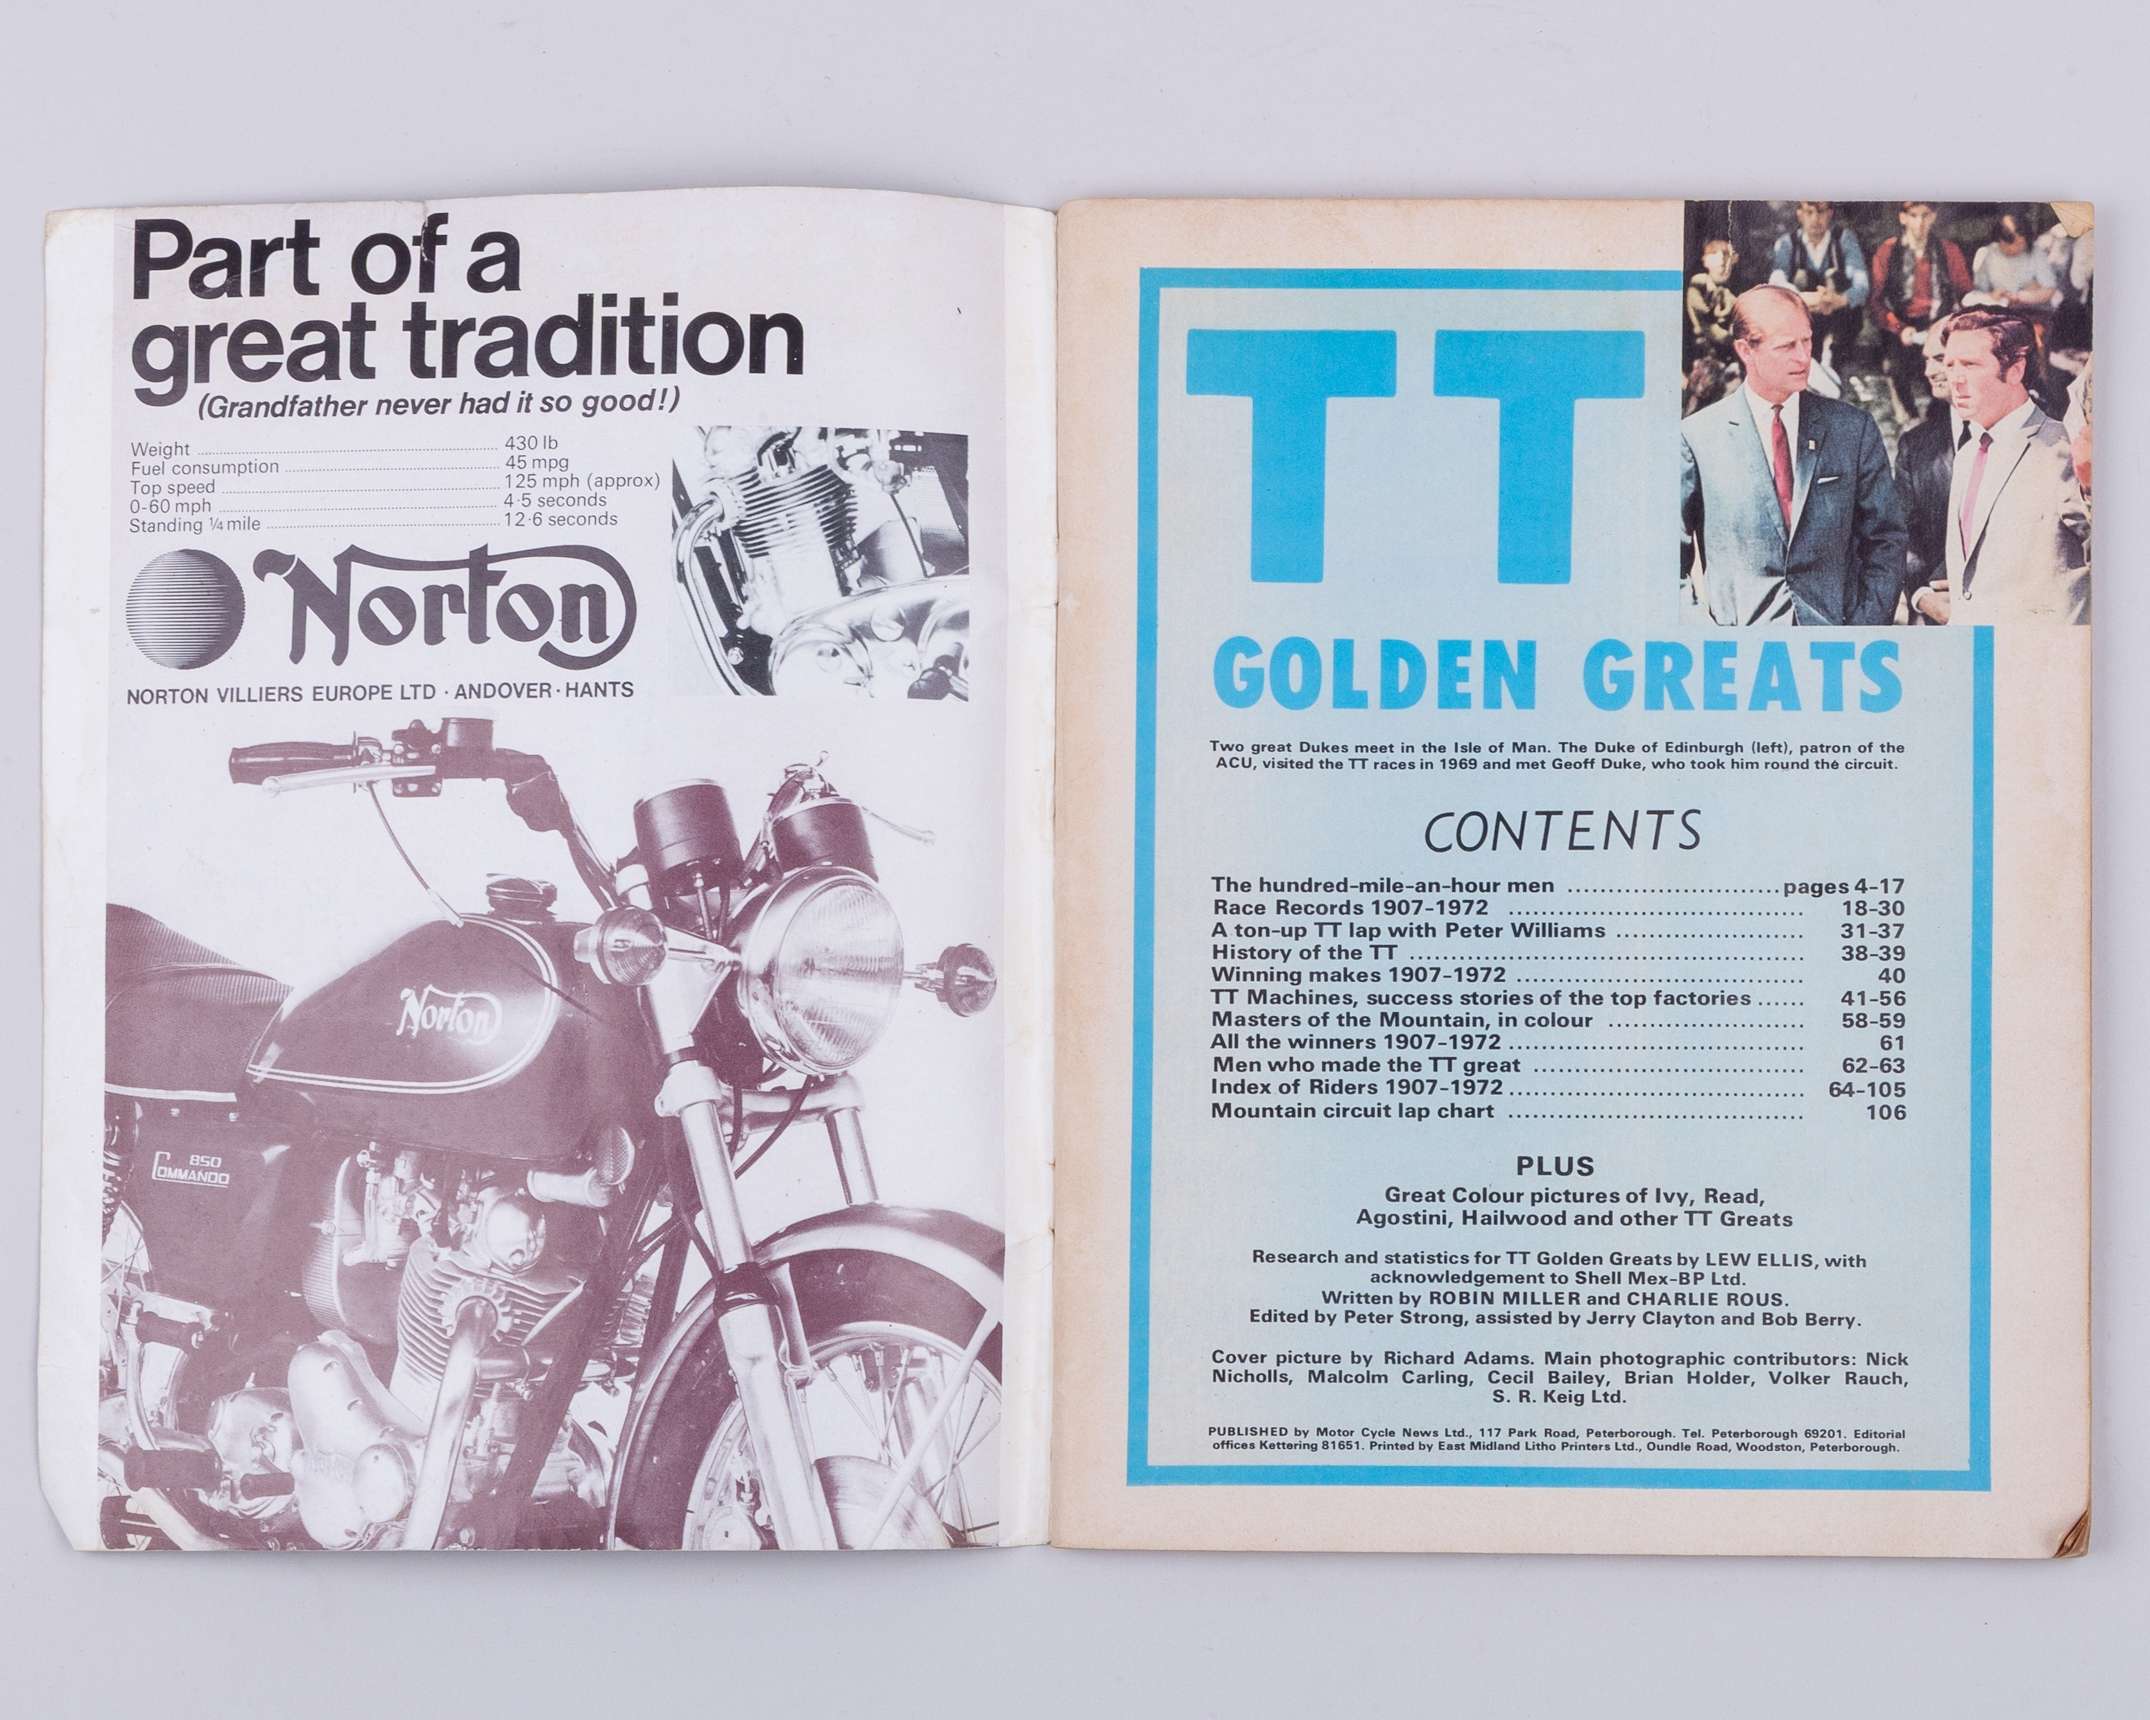 Part of a
great tradition
(Grandfather never had it so good!)
Weight ........ 430 lb
Fuel consumption ........ 45 mpg
Top speed ........ 125 mph (approx)
0-60 mph ........ 4·5 seconds
Standing ¼ mile ........ 12·6 seconds
Norton
NORTON VILLIERS EUROPE LTD · ANDOVER · HANTS
Norton
850
COMMANDO
TT
GOLDEN GREATS
Two great Dukes meet in the Isle of Man. The Duke of Edinburgh (left), patron of the
ACU, visited the TT races in 1969 and met Geoff Duke, who took him round the circuit.
CONTENTS
The hundred-mile-an-hour men ........ pages 4-17
Race Records 1907-1972 ........ 18-30
A ton-up TT lap with Peter Williams ........ 31-37
History of the TT ........ 38-39
Winning makes 1907-1972 ........ 40
TT Machines, success stories of the top factories ...... 41-56
Masters of the Mountain, in colour ........ 58-59
All the winners 1907-1972 ........ 61
Men who made the TT great ........ 62-63
Index of Riders 1907-1972 ........ 64-105
Mountain circuit lap chart ........ 106
PLUS
Great Colour pictures of Ivy, Read,
Agostini, Hailwood and other TT Greats
Research and statistics for TT Golden Greats by LEW ELLIS, with
acknowledgement to Shell Mex-BP Ltd.
Written by ROBIN MILLER and CHARLIE ROUS.
Edited by Peter Strong, assisted by Jerry Clayton and Bob Berry.
Cover picture by Richard Adams. Main photographic contributors: Nick
Nicholls, Malcolm Carling, Cecil Bailey, Brian Holder, Volker Rauch,
S. R. Keig Ltd.
PUBLISHED by Motor Cycle News Ltd., 117 Park Road, Peterborough. Tel. Peterborough 69201. Editorial
offices Kettering 81651. Printed by East Midland Litho Printers Ltd., Oundle Road, Woodston, Peterborough.